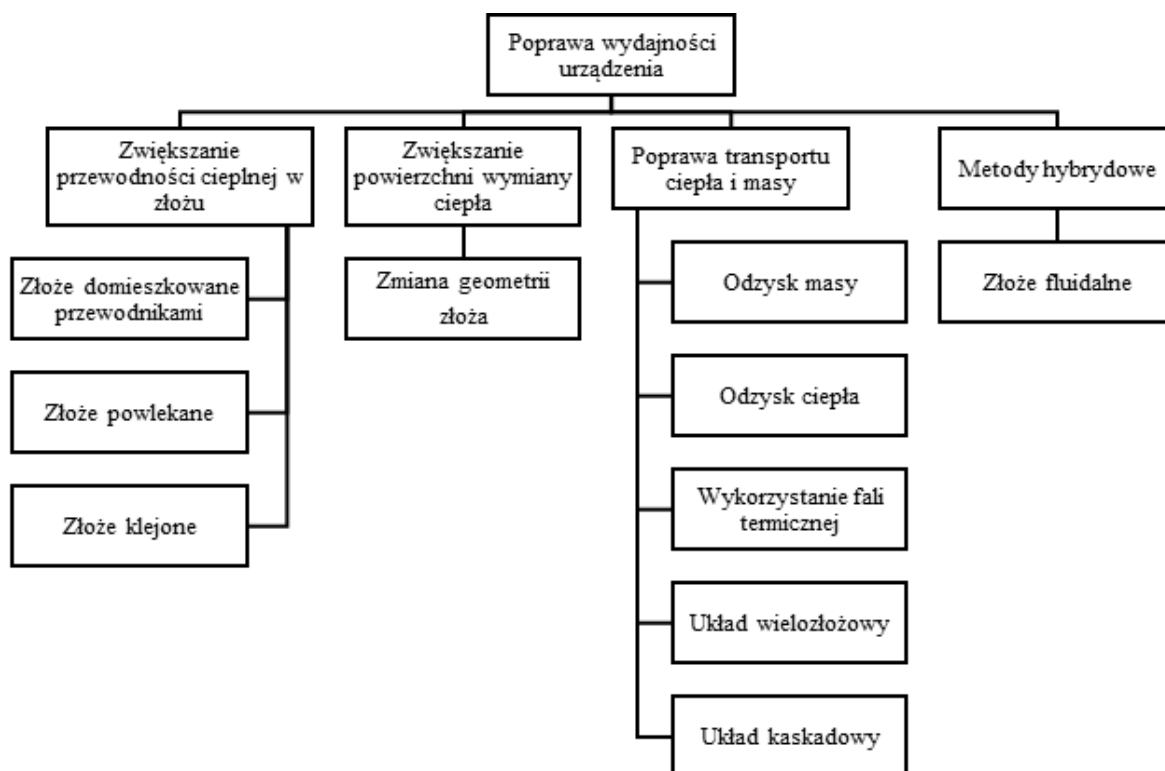 Poprawa wydajności
urządzenia
Zwiększanie
przewodności cieplnej w
złożu
Zwiększanie
powierzchni wymiany
ciepła
Poprawa transportu
ciepła i masy
Metody hybrydowe
Złoże domieszkowane
przewodnikami
Złoże powlekane
Złoże klejone
Zmiana geometrii
złoża
Odzysk masy
Odzysk ciepła
Wykorzystanie fali
termicznej
Układ wielozłożowy
Układ kaskadowy
Złoże fluidalne